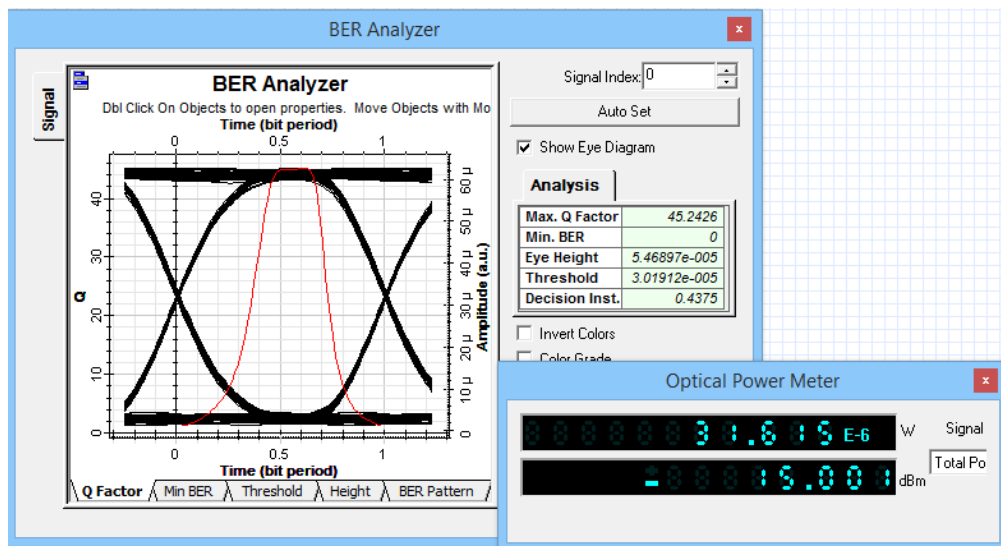 BER Analyzer
x
Signal
BER Analyzer
Dbl Click On Objects to open properties. Move Objects with Mo
Time (bit period)
0 0.5 1
Q
40
30
20
10
0
60 µ
50 µ
40 µ
30 µ
20 µ
10 µ
0
Amplitude (a.u.)
0 0.5 1
Time (bit period)
Q Factor Min BER Threshold Height BER Pattern
Signal Index: 0
Auto Set
Show Eye Diagram
Analysis
Max. Q Factor 45.2426
Min. BER 0
Eye Height 5.46897e-005
Threshold 3.01912e-005
Decision Inst. 0.4375
Invert Colors
Color Grade
Optical Power Meter
x
31.615 E-6 W
Signal
-15.001 dBm
Total Po